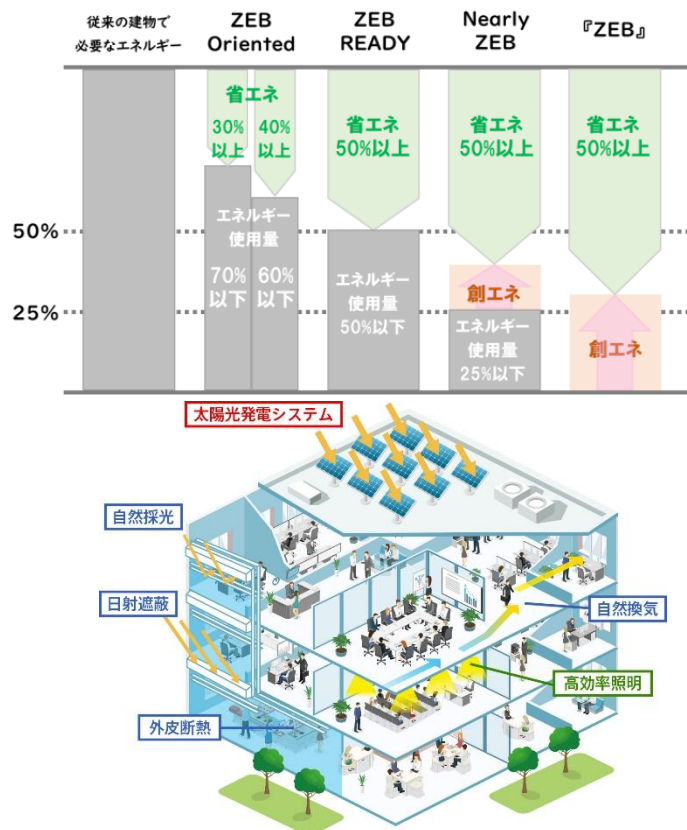 従来の建物で
必要なエネルギー
ZEB
Oriented
ZEB
READY
Nearly
ZEB
『ZEB』
省エネ
30%
以上
40%
以上
省エネ
50%以上
省エネ
50%以上
省エネ
50%以上
50%
25%
エネルギー
使用量
70%
以下
60%
以下
エネルギー
使用量
50%以下
創エネ
エネルギー
使用量
25%以下
創エネ
太陽光発電システム
自然採光
日射遮蔽
自然換気
高効率照明
外皮断熱